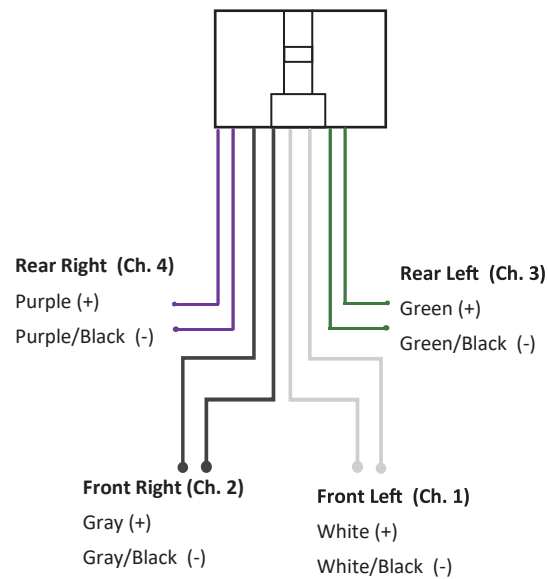 Rear Right  (Ch. 4)
Purple (+)
Purple/Black  (-)
Rear Left  (Ch. 3)
Green (+)
Green/Black  (-)
Front Right (Ch. 2)
Gray (+)
Gray/Black  (-)
Front Left  (Ch. 1)
White (+)
White/Black  (-)